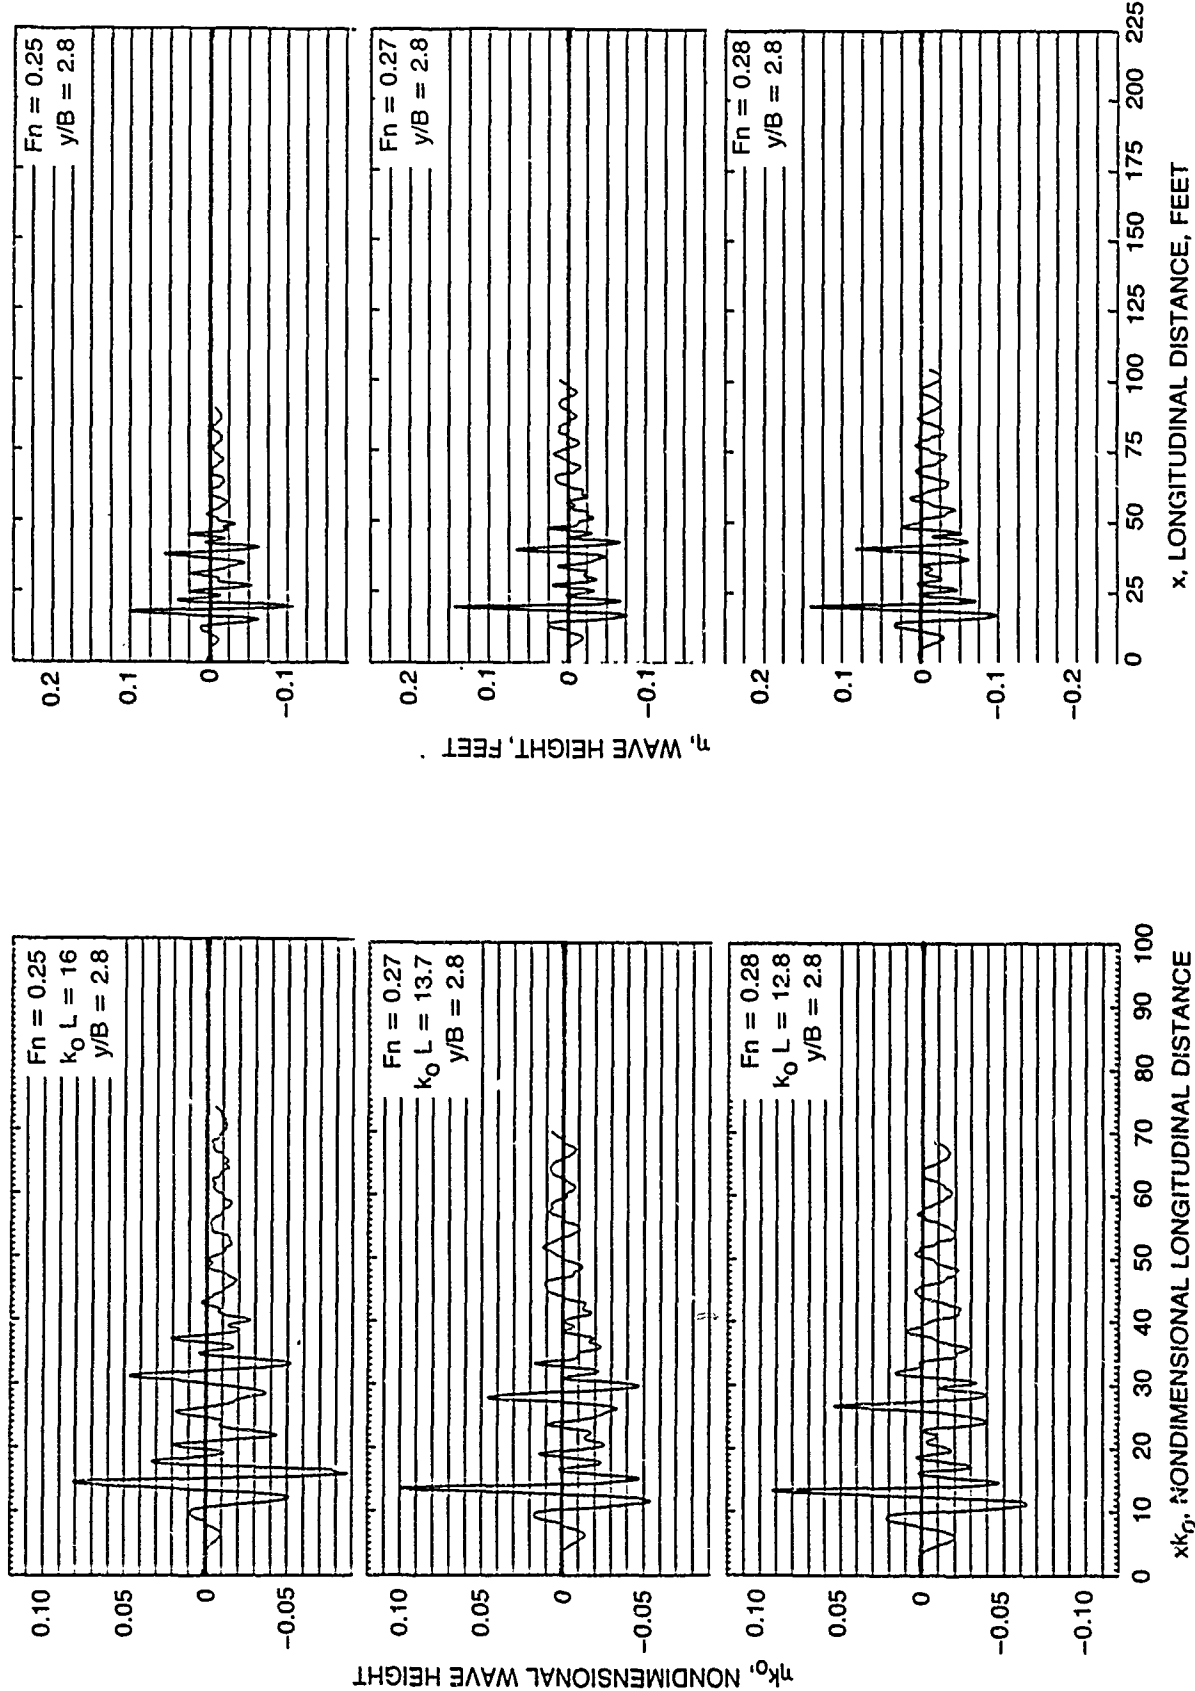 Fn = 0.25
y/B = 2.8
0.2
0.1
0
−0.1
Fn = 0.27
y/B = 2.8
0.2
0.1
0
−0.1
η, WAVE HEIGHT, FEET
Fn = 0.28
y/B = 2.8
0.2
0.1
0
−0.1
−0.2
0 25 50 75 100 125 150 175 200 225
x, LONGITUDINAL DISTANCE, FEET
Fn = 0.25
k₀ L = 16
y/B = 2.8
0.10
0.05
0
−0.05
Fn = 0.27
k₀ L = 13.7
y/B = 2.8
0.10
0.05
0
−0.05
ηk₀, NONDIMENSIONAL WAVE HEIGHT
Fn = 0.28
k₀ L = 12.8
y/B = 2.8
0.10
0.05
0
−0.05
−0.10
0 10 20 30 40 50 60 70 80 90 100
xk₀, NONDIMENSIONAL LONGITUDINAL DISTANCE